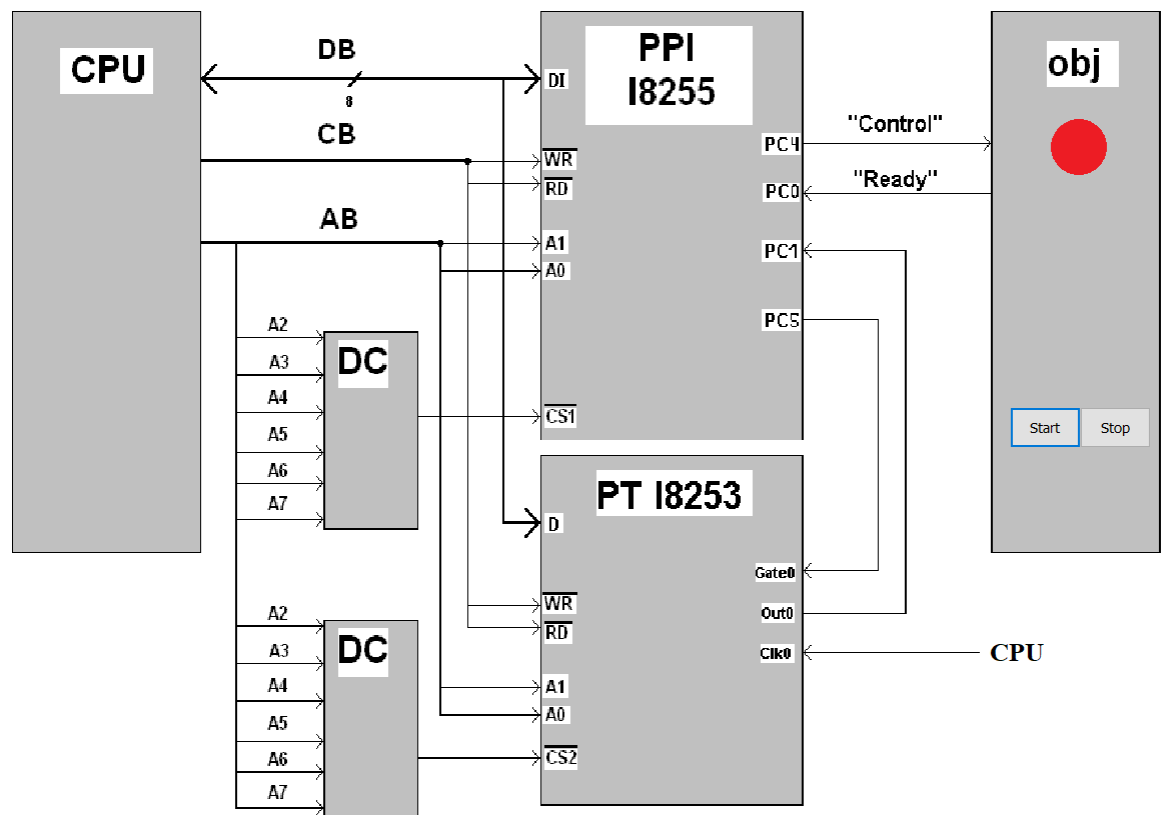 CPU
DB
8
CB
AB
DI
WR
RD
A1
A0
CS1
PPI
I8255
PC4
PC0
PC1
PC5
"Control"
"Ready"
obj
Start
Stop
A2
A3
A4
A5
A6
A7
DC
PT I8253
D
WR
RD
A1
A0
CS2
Gate0
Out0
Clk0
CPU
A2
A3
A4
A5
A6
A7
DC